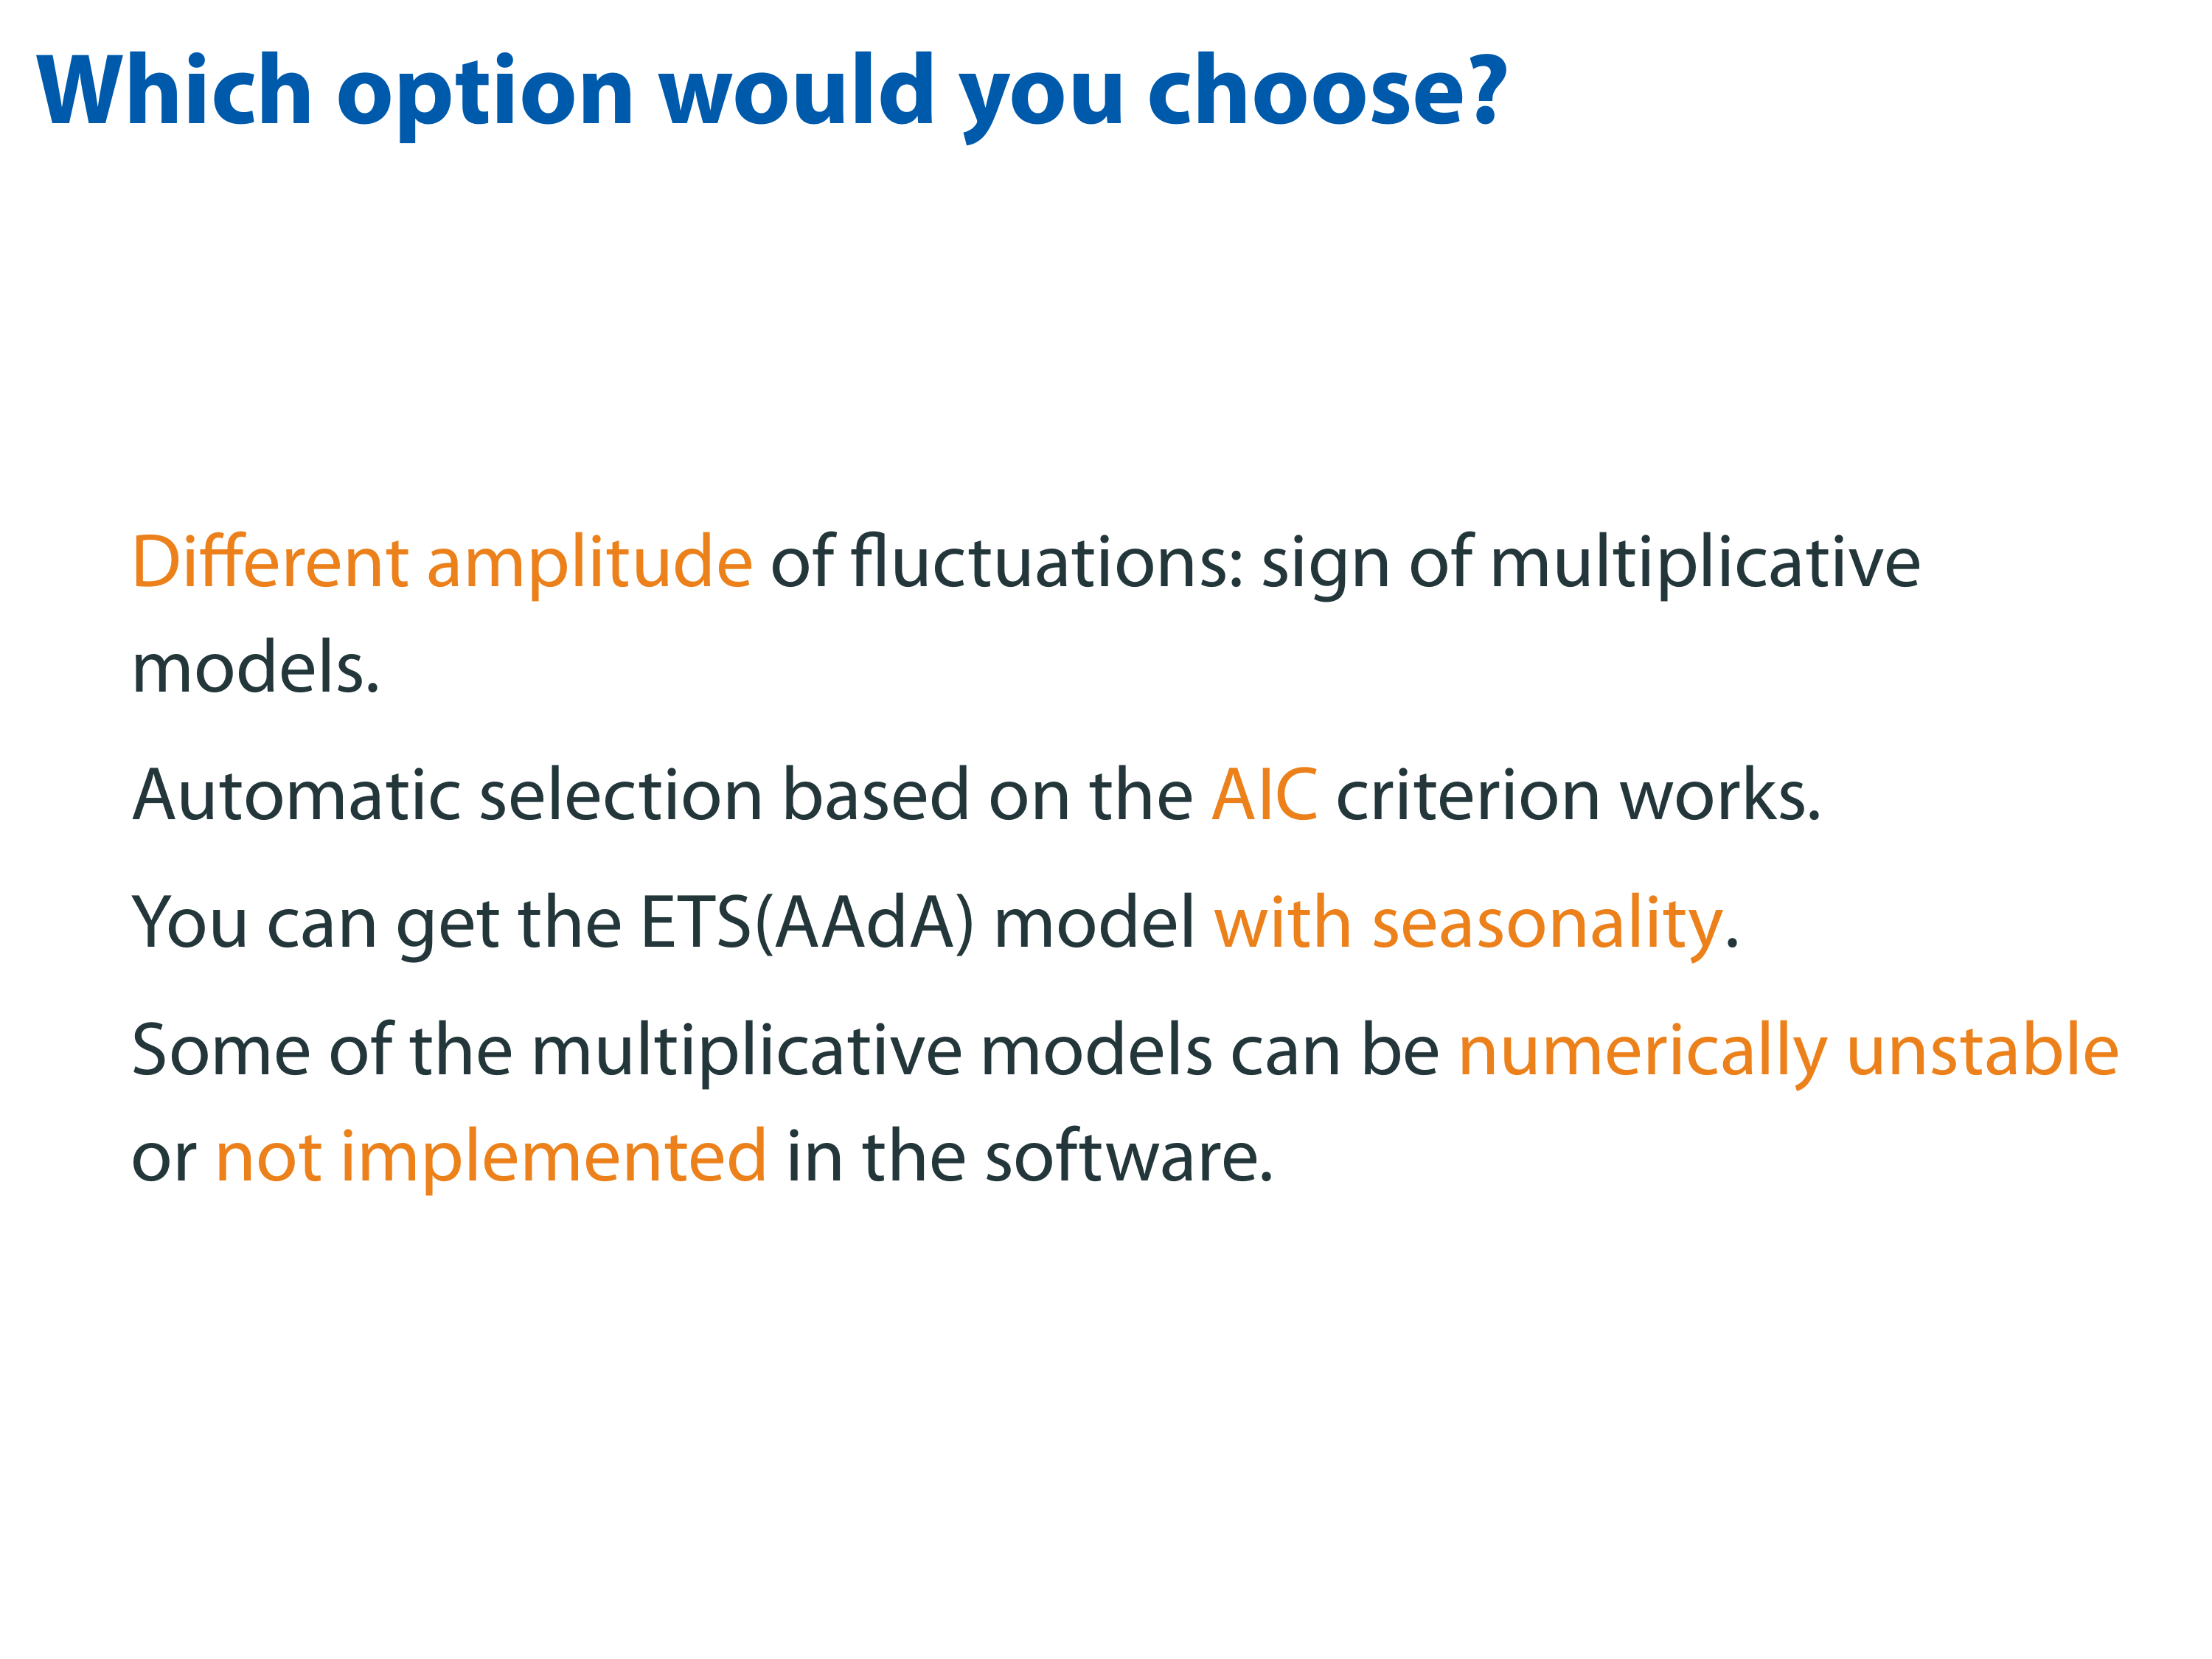 Which option would you choose?
Different amplitude of fluctuations: sign of multiplicative
models.
Automatic selection based on the AIC criterion works.
You can get the ETS(AAdA) model with seasonality.
Some of the multiplicative models can be numerically unstable
or not implemented in the software.